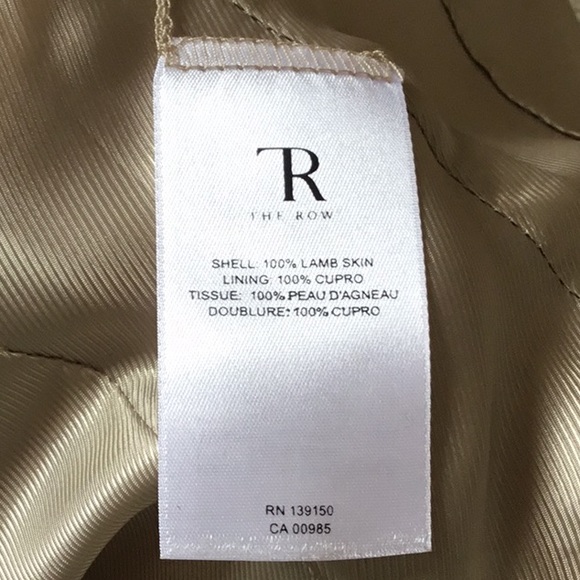 TR
THE ROW
SHELL: 100% LAMB SKIN
LINING: 100% CUPRO
TISSUE: 100% PEAU D'AGNEAU
DOUBLURE: 100% CUPRO
RN 139150
CA 00985